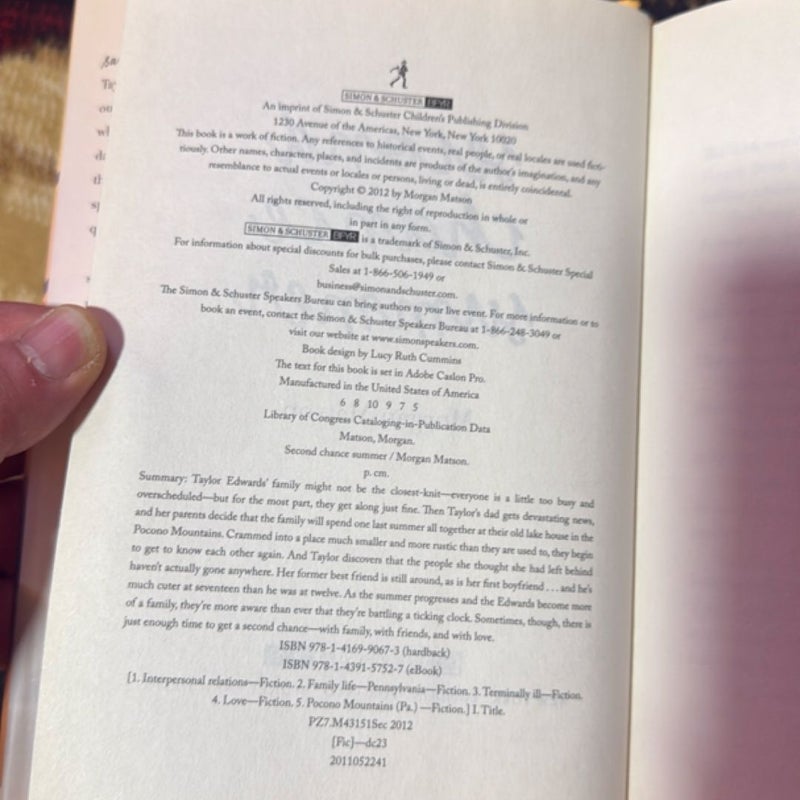 SIMON & SCHUSTER BFYR
An imprint of Simon & Schuster Children's Publishing Division
1230 Avenue of the Americas, New York, New York 10020
This book is a work of fiction. Any references to historical events, real people, or real locales are used ficti-
tiously. Other names, characters, places, and incidents are products of the author's imagination, and any
resemblance to actual events or locales or persons, living or dead, is entirely coincidental.
Copyright © 2012 by Morgan Matson
All rights reserved, including the right of reproduction in whole or
in part in any form.
SIMON & SCHUSTER BFYR is a trademark of Simon & Schuster, Inc.
For information about special discounts for bulk purchases, please contact Simon & Schuster Special
Sales at 1-866-506-1949 or
business@simonandschuster.com.
The Simon & Schuster Speakers Bureau can bring authors to your live event. For more information or to
book an event, contact the Simon & Schuster Speakers Bureau at 1-866-248-3049 or
visit our website at www.simonspeakers.com.
Book design by Lucy Ruth Cummins
The text for this book is set in Adobe Caslon Pro.
Manufactured in the United States of America
6 8 10 9 7 5
Library of Congress Cataloging-in-Publication Data
Matson, Morgan.
Second chance summer / Morgan Matson.
p. cm.
Summary: Taylor Edwards' family might not be the closest-knit—everyone is a little too busy and
overscheduled—but for the most part, they get along just fine. Then Taylor's dad gets devastating news,
and her parents decide that the family will spend one last summer all together at their old lake house in the
Pocono Mountains. Crammed into a place much smaller and more rustic than they are used to, they begin
to get to know each other again. And Taylor discovers that the people she thought she had left behind
haven't actually gone anywhere. Her former best friend is still around, as is her first boyfriend . . . and he's
much cuter at seventeen than he was at twelve. As the summer progresses and the Edwards become more
of a family, they're more aware than ever that they're battling a ticking clock. Sometimes, though, there is
just enough time to get a second chance—with family, with friends, and with love.
ISBN 978-1-4169-9067-3 (hardback)
ISBN 978-1-4391-5752-7 (eBook)
[1. Interpersonal relations—Fiction. 2. Family life—Pennsylvania—Fiction. 3. Terminally ill—Fiction.
4. Love—Fiction. 5. Pocono Mountains (Pa.) —Fiction.] I. Title.
PZ7.M43151Sec 2012
[Fic]—dc23
2011052241